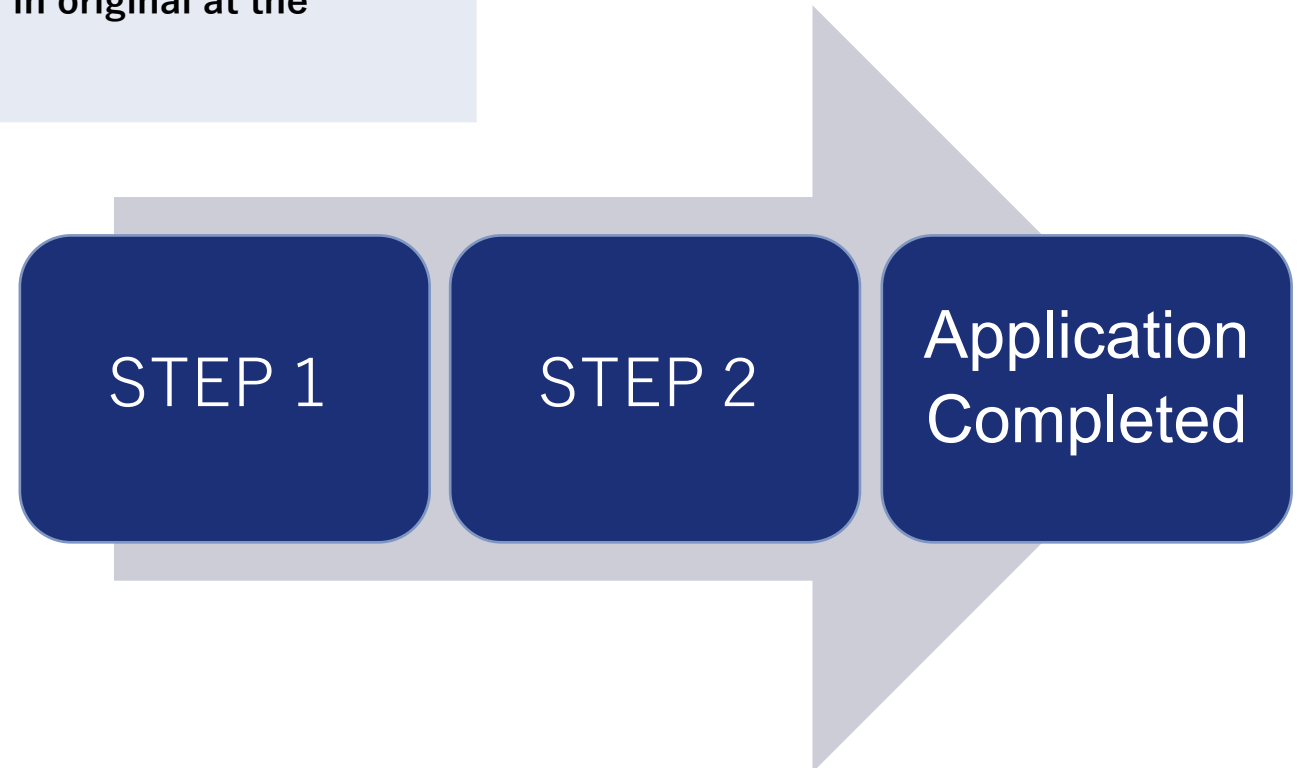 in original at the
STEP 1
STEP 2
Application
Completed